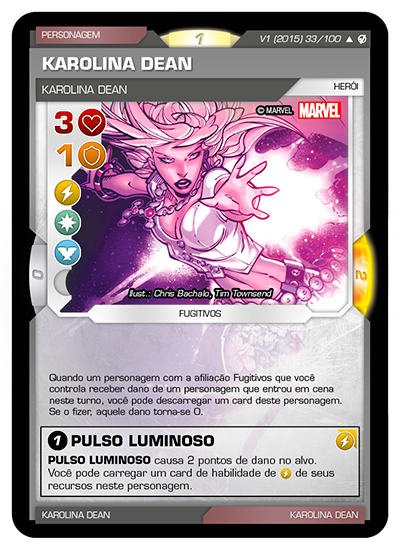 PERSONAGEM
1
V1 (2015) 33/100
KAROLINA DEAN
KAROLINA DEAN
HERÓI
3
© MARVEL
MARVEL
1
0
2
Illust.: Chris Bachalo, Tim Townsend
FUGITIVOS
Quando um personagem com a afiliação Fugitivos que você
controla receber dano de um personagem que entrou em cena
neste turno, você pode descarregar um card deste personagem.
Se o fizer, aquele dano torna-se 0.
1 PULSO LUMINOSO
PULSO LUMINOSO causa 2 pontos de dano no alvo.
Você pode carregar um card de habilidade de de seus
recursos neste personagem.
KAROLINA DEAN
KAROLINA DEAN